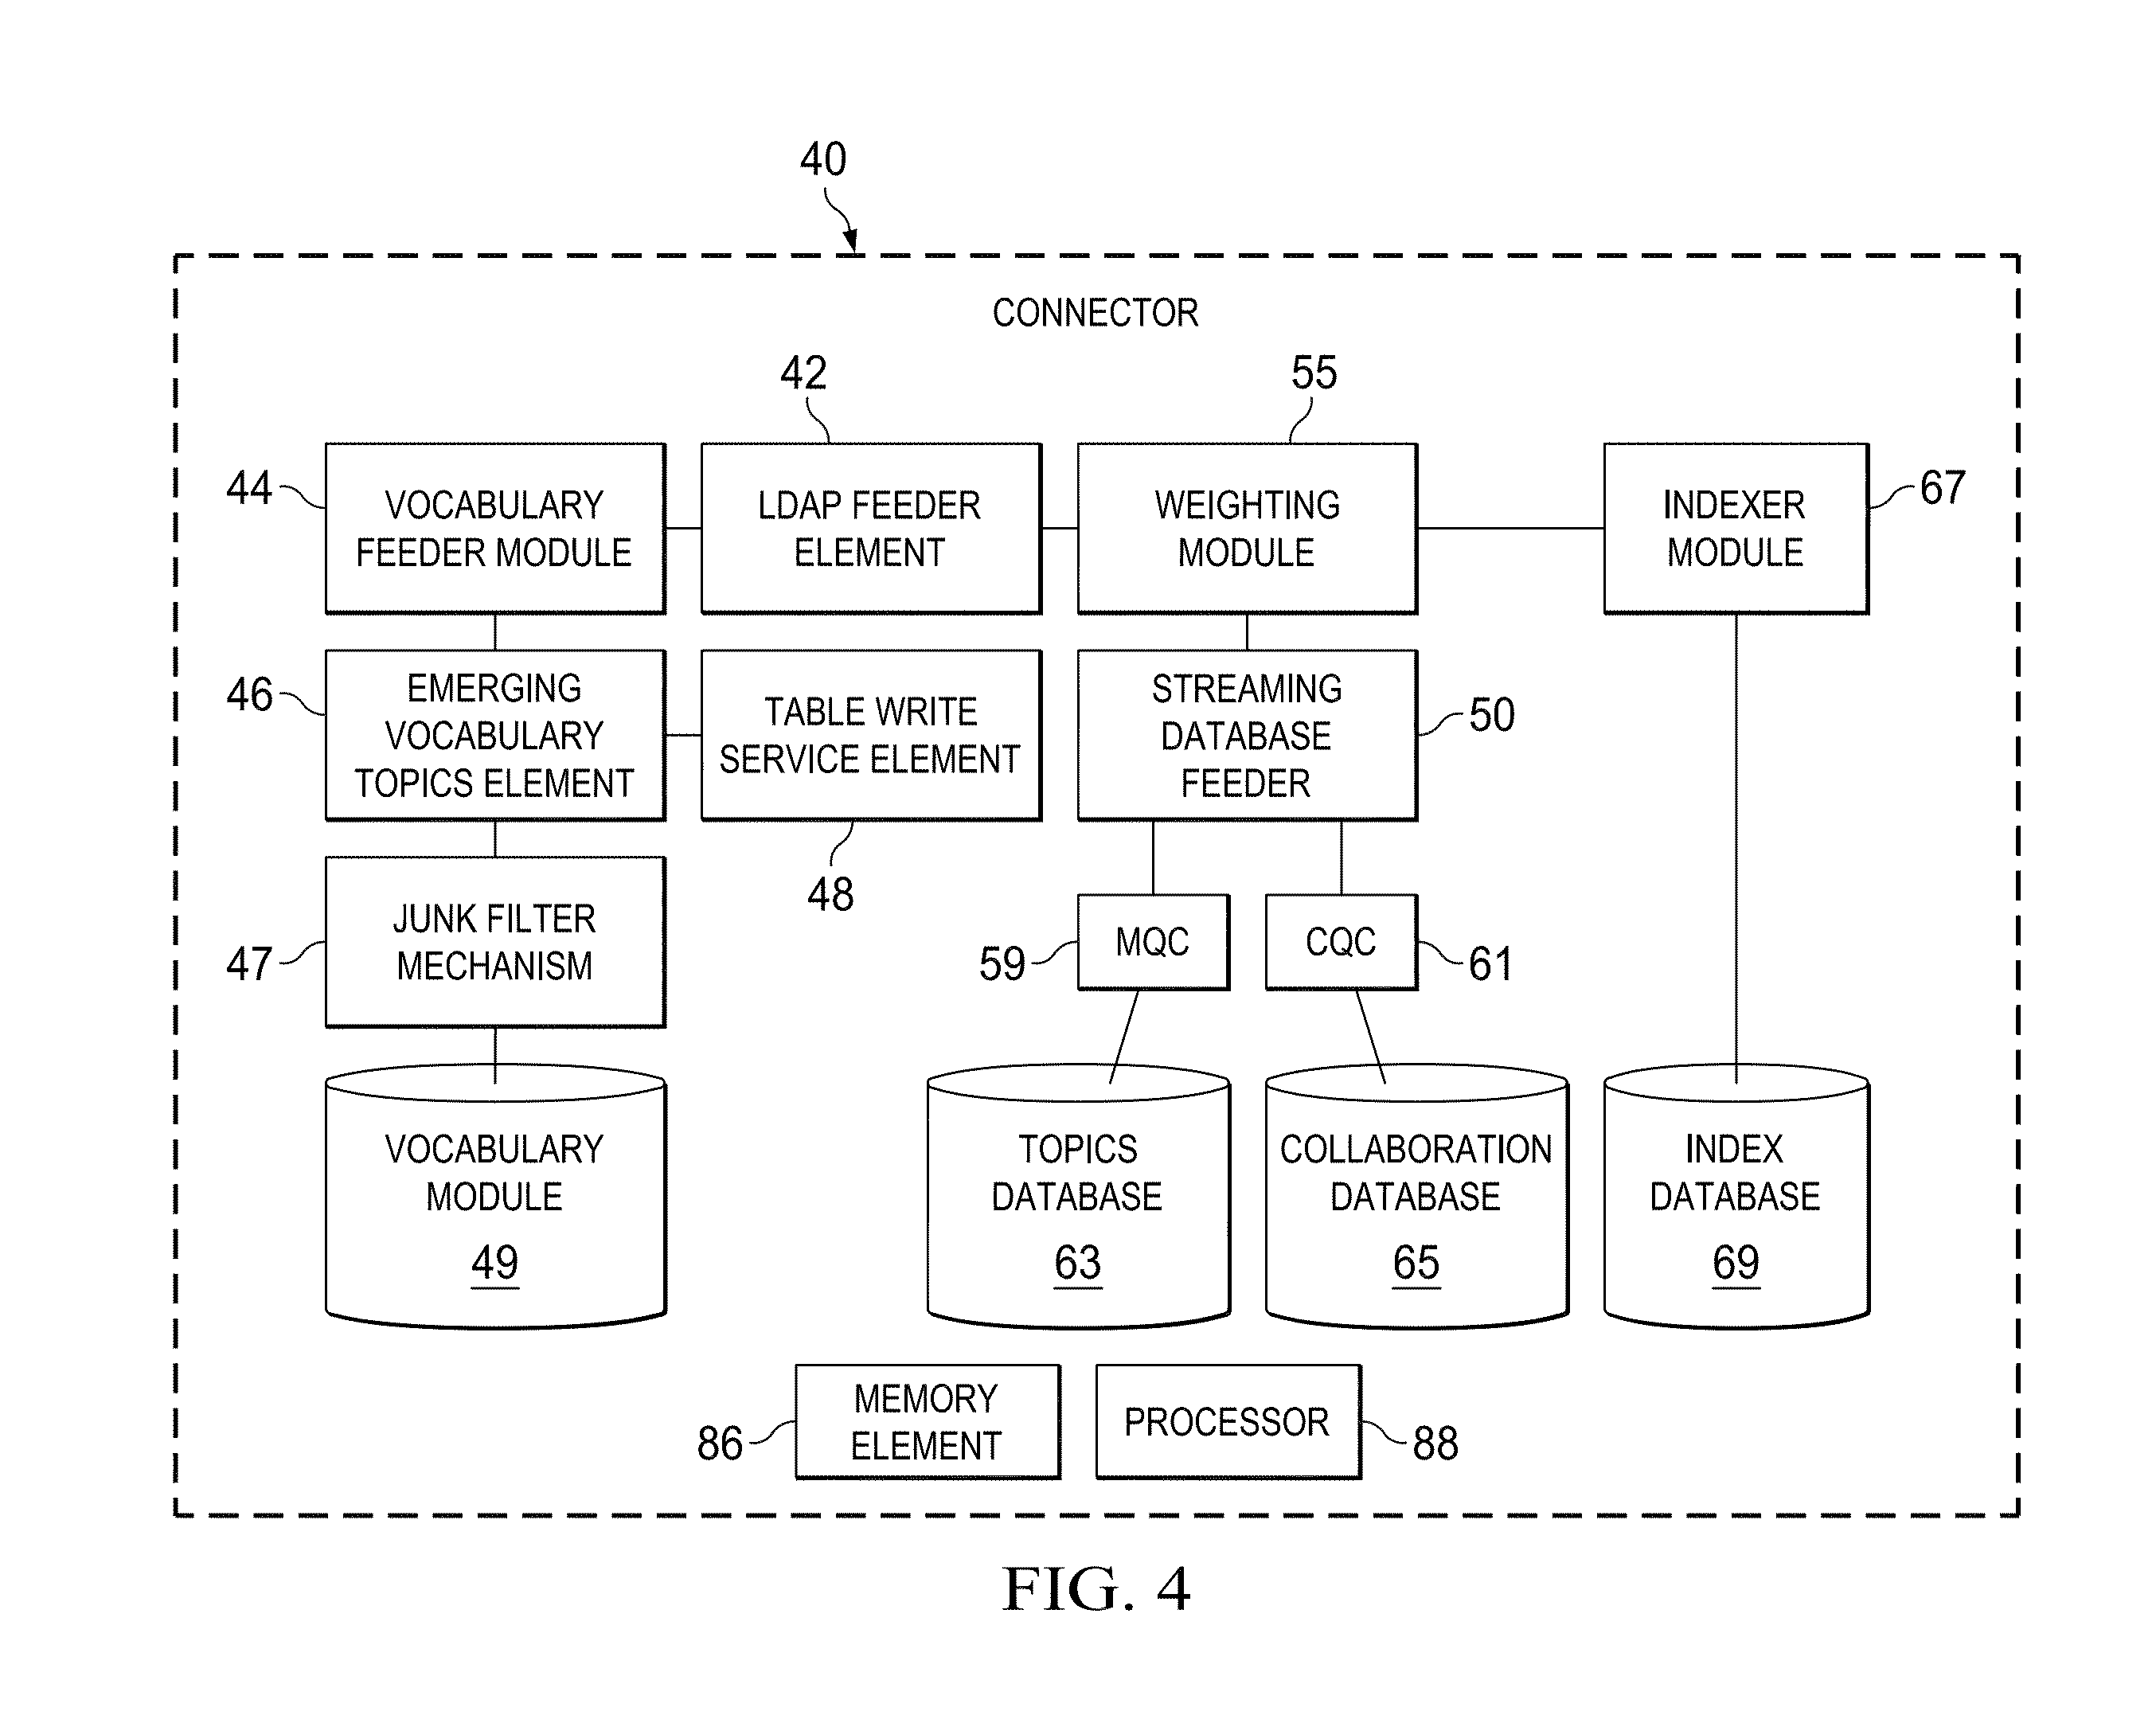 40
CONNECTOR
42
55
44
VOCABULARY
FEEDER MODULE
LDAP FEEDER
ELEMENT
WEIGHTING
MODULE
INDEXER
MODULE
67
46
EMERGING
VOCABULARY
TOPICS ELEMENT
TABLE WRITE
SERVICE ELEMENT
STREAMING
DATABASE
FEEDER
50
48
47
JUNK FILTER
MECHANISM
59
MQC
CQC
61
VOCABULARY
MODULE
49
TOPICS
DATABASE
63
COLLABORATION
DATABASE
65
INDEX
DATABASE
69
86
MEMORY
ELEMENT
PROCESSOR
88
FIG. 4